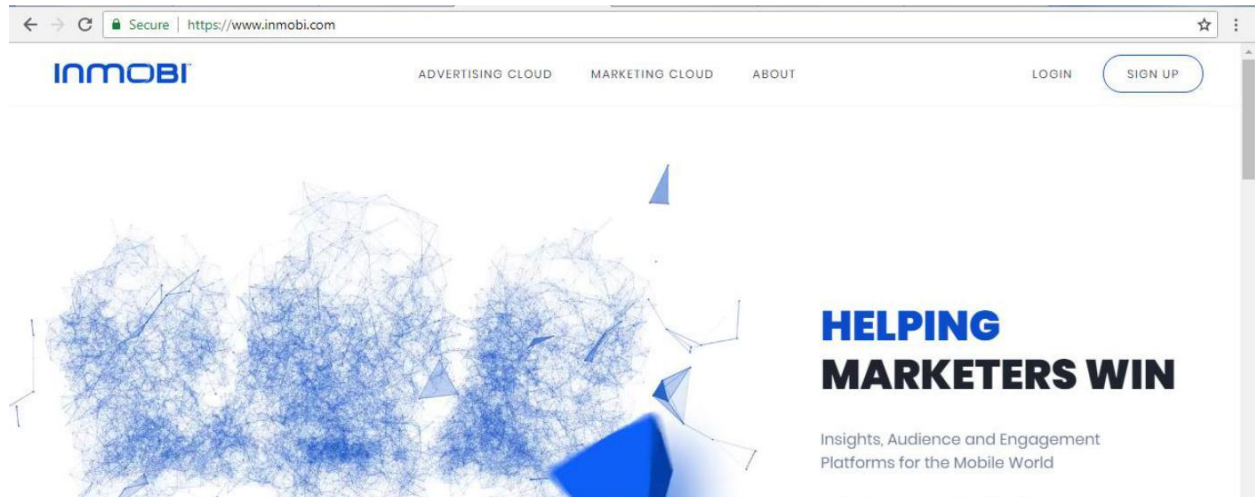 Secure | https://www.inmobi.com
INMOBI
ADVERTISING CLOUD MARKETING CLOUD ABOUT LOGIN SIGN UP
HELPING
MARKETERS WIN
Insights, Audience and Engagement
Platforms for the Mobile World